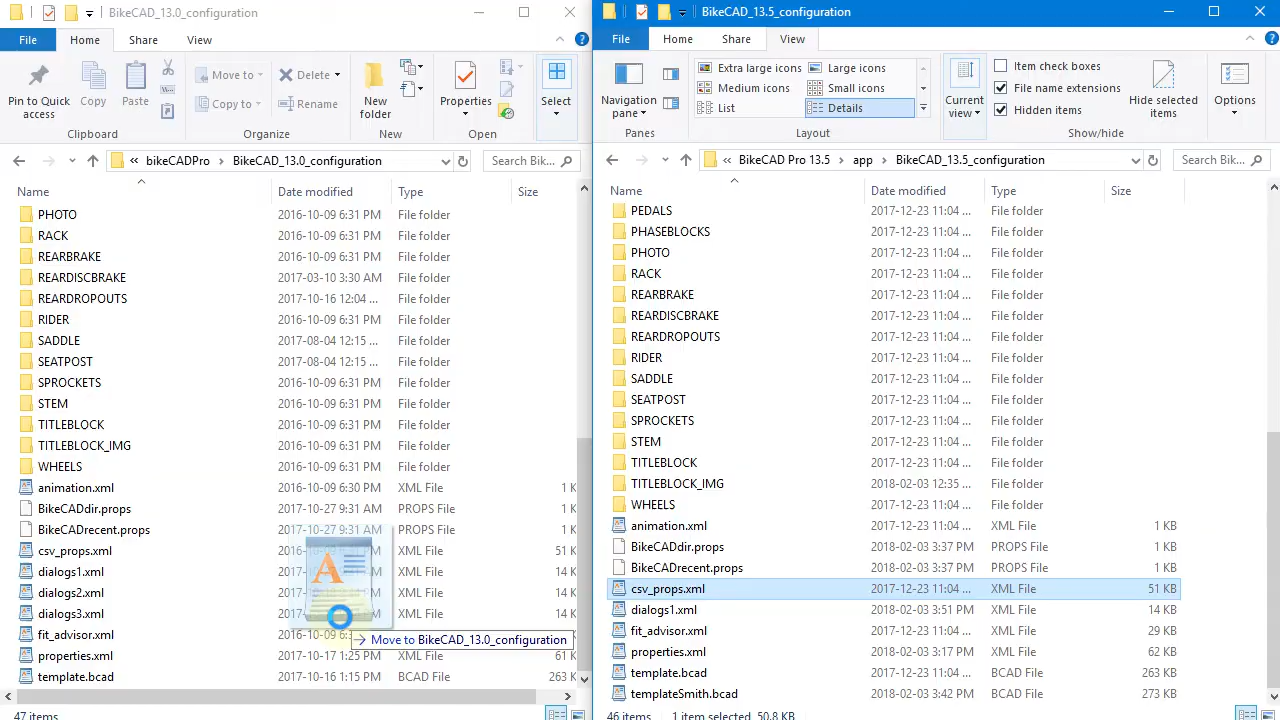 BikeCAD_13.0_configuration
File
Home
Share
View
Pin to Quick access
Copy
Paste
Move to
Copy to
Delete
Rename
New folder
Properties
Select
Clipboard
Organize
New
Open
bikeCADPro
BikeCAD_13.0_configuration
Search Bik...
Name Date modified Type Size
PHOTO 2016-10-09 6:31 PM File folder
RACK 2016-10-09 6:31 PM File folder
REARBRAKE 2016-10-09 6:31 PM File folder
REARDISCBRAKE 2017-03-10 3:30 AM File folder
REARDROPOUTS 2017-10-16 12:04 ... File folder
RIDER 2016-10-09 6:31 PM File folder
SADDLE 2017-08-04 12:15 ... File folder
SEATPOST 2017-08-04 12:15 ... File folder
SPROCKETS 2016-10-09 6:31 PM File folder
STEM 2016-10-09 6:31 PM File folder
TITLEBLOCK 2016-10-09 6:31 PM File folder
TITLEBLOCK_IMG 2016-10-09 6:31 PM File folder
WHEELS 2016-10-09 6:31 PM File folder
animation.xml 2016-10-09 6:30 PM XML File 1 K
BikeCADdir.props 2017-10-27 9:31 AM PROPS File 1 K
BikeCADrecent.props 2017-10-27 9:31 AM PROPS File 1 K
csv_props.xml XML File 51 K
dialogs1.xml XML File 14 K
dialogs2.xml XML File 14 K
dialogs3.xml XML File 14 K
fit_advisor.xml 2016-10-09 6:3
Move to BikeCAD_13.0_configuration
properties.xml 2017-10-17 1:25 PM XML File 61 K
template.bcad 2017-10-16 1:15 PM BCAD File 263 K
47 items
BikeCAD_13.5_configuration
File
Home
Share
View
Navigation pane
Extra large icons
Large icons
Medium icons
Small icons
List
Details
Current view
Item check boxes
File name extensions
Hidden items
Hide selected items
Options
Panes
Layout
Show/hide
BikeCAD Pro 13.5
app
BikeCAD_13.5_configuration
Search Bik...
Name Date modified Type Size
PEDALS 2017-12-23 11:04 ... File folder
PHASEBLOCKS 2017-12-23 11:04 ... File folder
PHOTO 2017-12-23 11:04 ... File folder
RACK 2017-12-23 11:04 ... File folder
REARBRAKE 2017-12-23 11:04 ... File folder
REARDISCBRAKE 2017-12-23 11:04 ... File folder
REARDROPOUTS 2017-12-23 11:04 ... File folder
RIDER 2017-12-23 11:04 ... File folder
SADDLE 2017-12-23 11:04 ... File folder
SEATPOST 2017-12-23 11:04 ... File folder
SPROCKETS 2017-12-23 11:04 ... File folder
STEM 2017-12-23 11:04 ... File folder
TITLEBLOCK 2017-12-23 11:04 ... File folder
TITLEBLOCK_IMG 2018-02-03 12:35 ... File folder
WHEELS 2017-12-23 11:04 ... File folder
animation.xml 2017-12-23 11:04 ... XML File 1 KB
BikeCADdir.props 2018-02-03 3:37 PM PROPS File 1 KB
BikeCADrecent.props 2018-02-03 3:37 PM PROPS File 1 KB
csv_props.xml 2017-12-23 11:04 ... XML File 51 KB
dialogs1.xml 2018-02-03 3:51 PM XML File 14 KB
fit_advisor.xml 2017-12-23 11:04 ... XML File 29 KB
properties.xml 2018-02-03 3:17 PM XML File 62 KB
template.bcad 2017-12-23 11:04 ... BCAD File 263 KB
templateSmith.bcad 2018-02-03 3:42 PM BCAD File 273 KB
46 items 1 item selected 50.8 KB